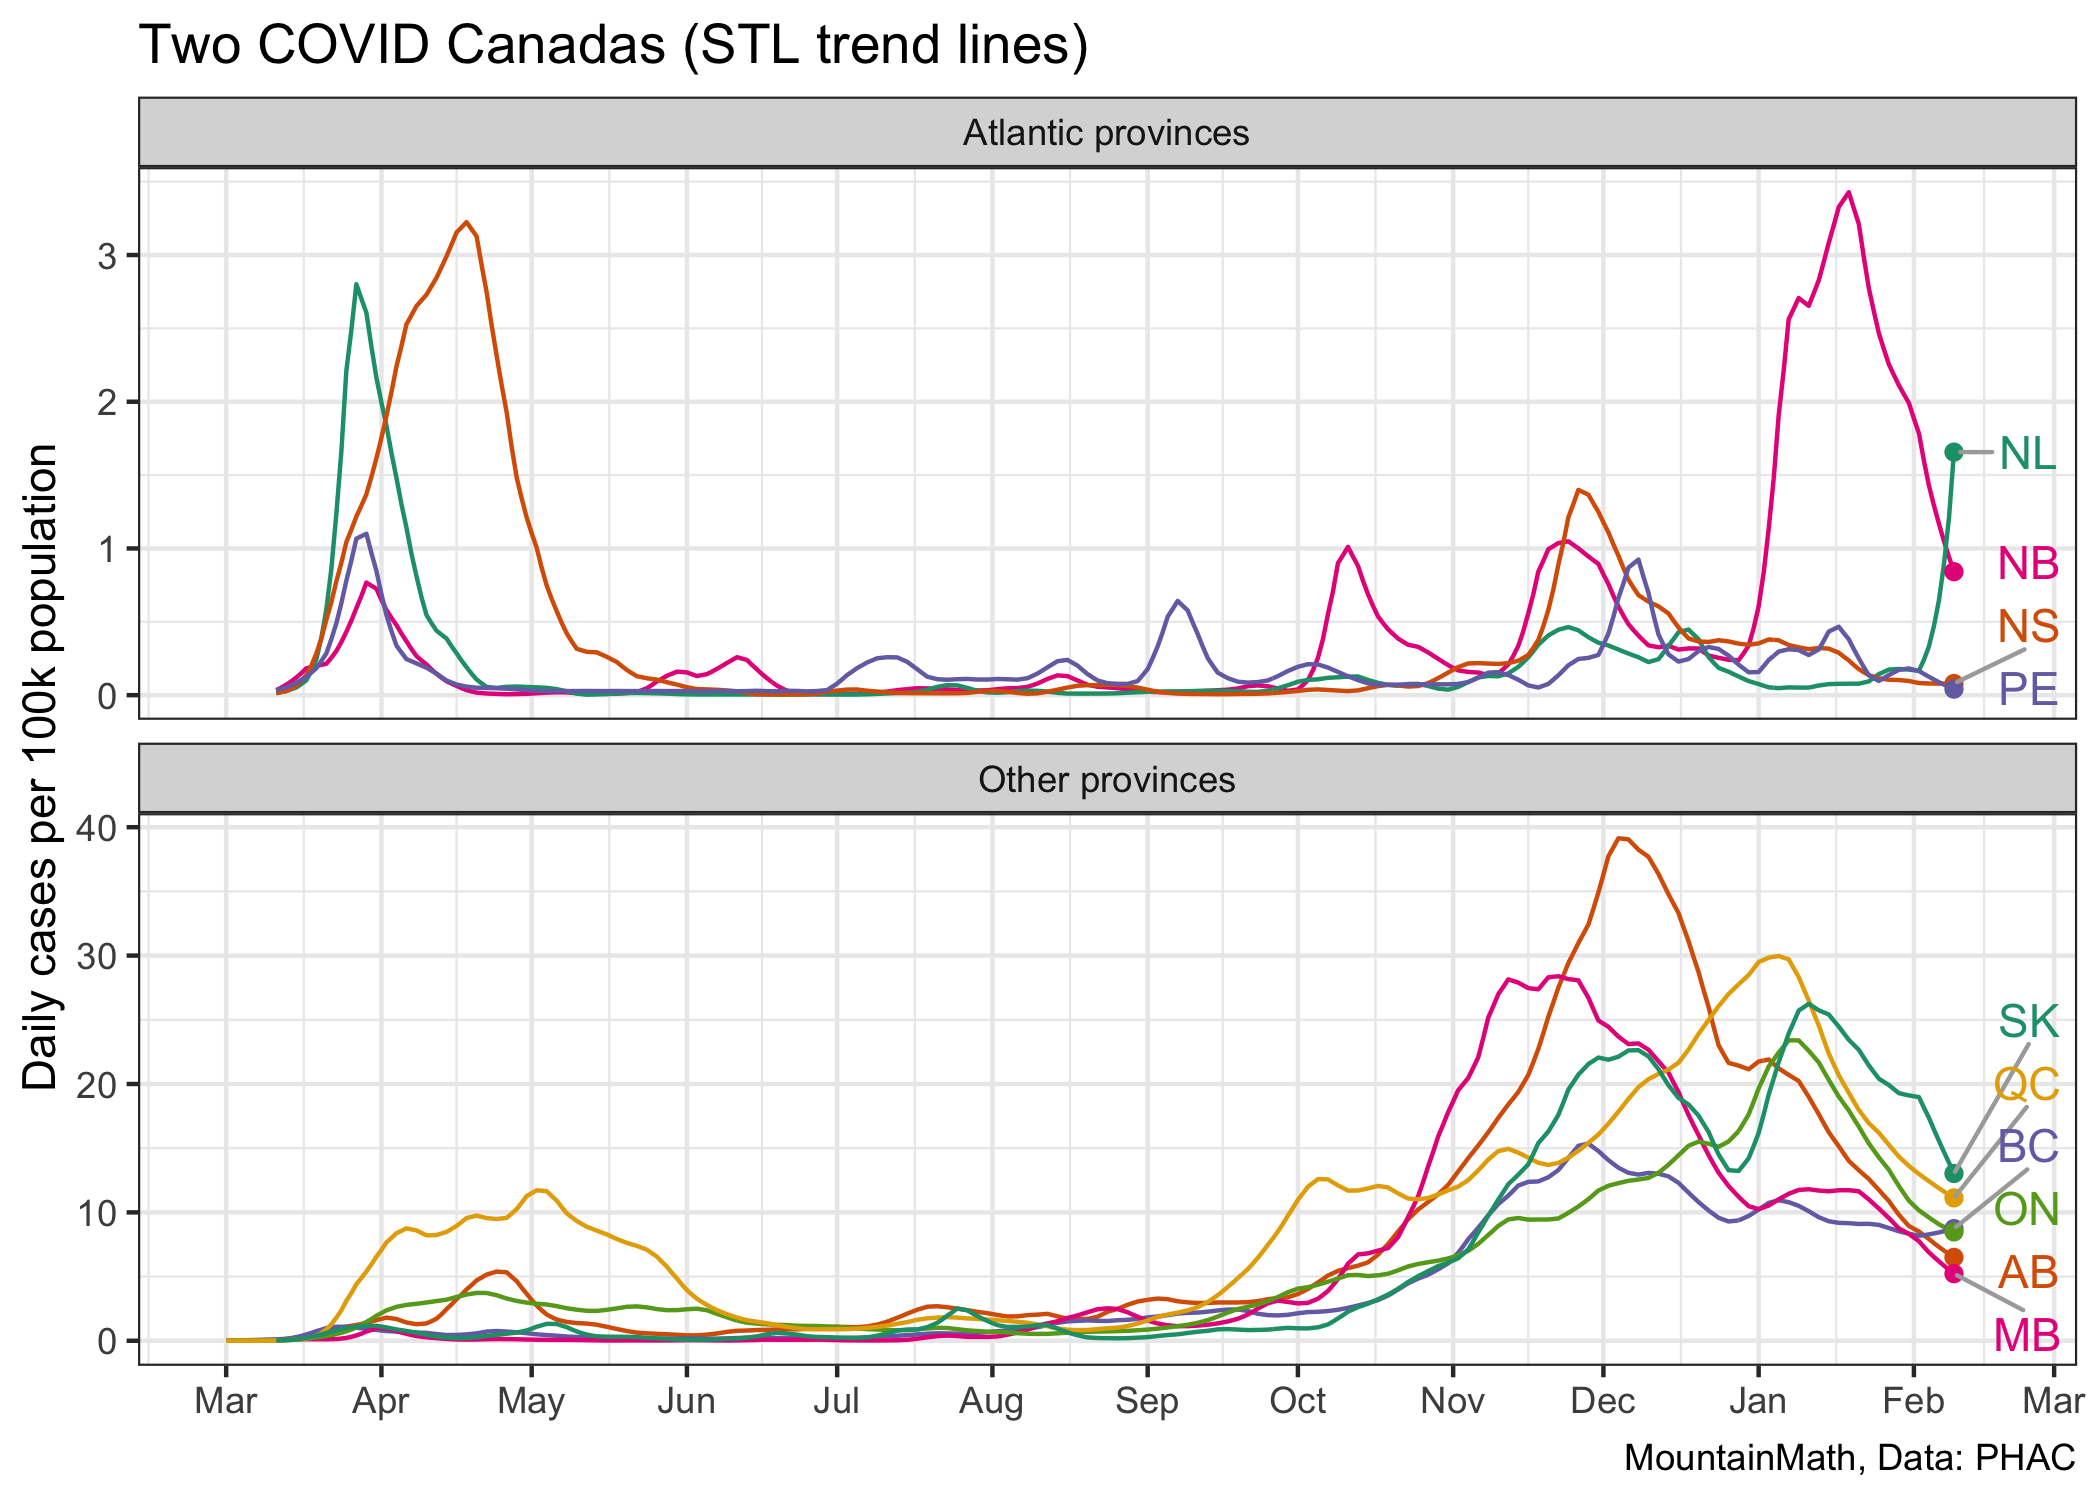 Two COVID Canadas (STL trend lines)
Atlantic provinces
3
2
1
0
NL
NB
NS
PE
Daily cases per 100k population
Other provinces
40
30
20
10
0
SK
QC
BC
ON
AB
MB
Mar Apr May Jun Jul Aug Sep Oct Nov Dec Jan Feb Mar
MountainMath, Data: PHAC